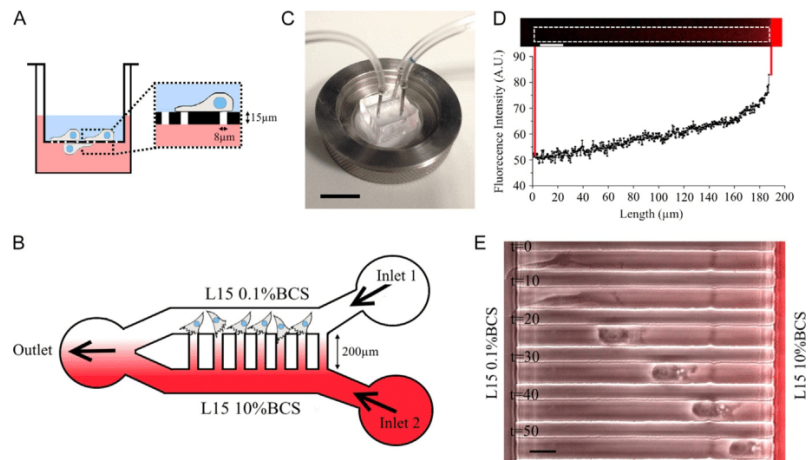 A
15µm
8µm
B
L15 0.1%BCS
Inlet 1
Outlet
200µm
L15 10%BCS
Inlet 2
C
D
Fluorecence Intensity (A.U.)
90
80
70
60
50
40
0 20 40 60 80 100 120 140 160 180 200
Length (µm)
E
L15 0.1%BCS
t=0
t=10
t=20
t=30
t=40
t=50
L15 10%BCS